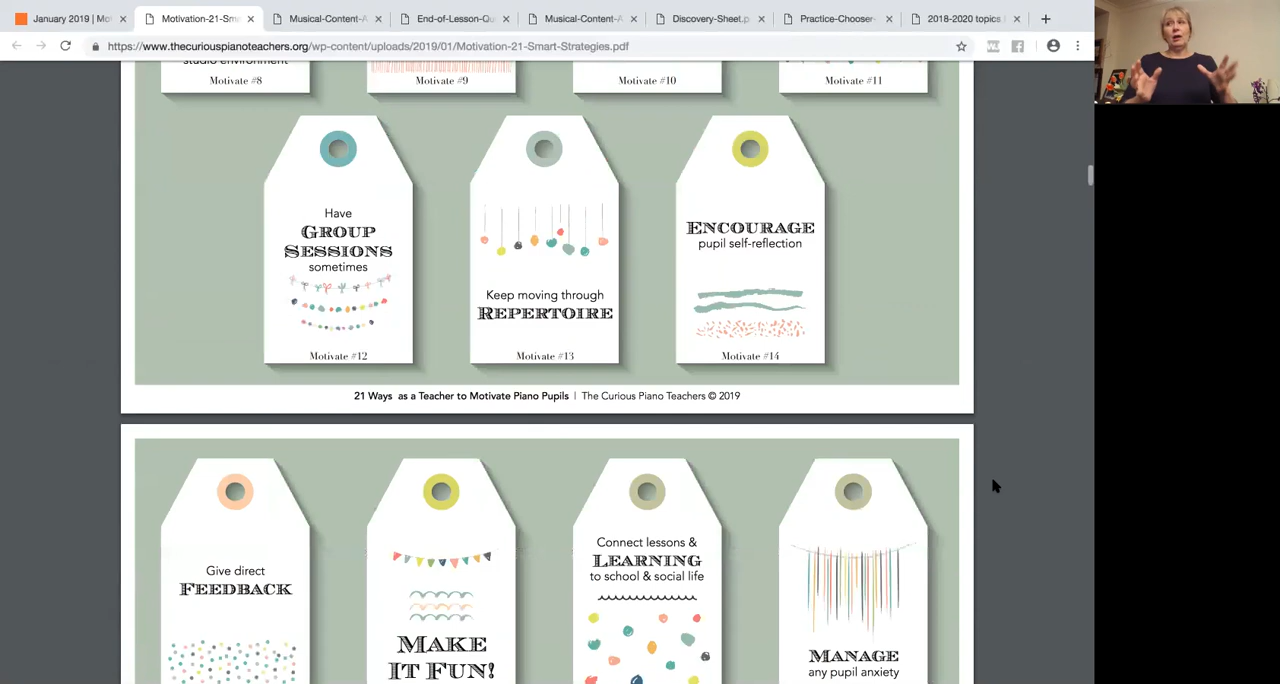 January 2019 | Mo
Motivation-21-Sma
Musical-Content-A
End-of-Lesson-Qu
Musical-Content-A
Discovery-Sheet.p
Practice-Chooser-
2018-2020 topics
https://www.thecuriouspianoteachers.org/wp-content/uploads/2019/01/Motivation-21-Smart-Strategies.pdf
studio environment
Motivate #8
Motivate #9
Motivate #10
Motivate #11
Have
GROUP
SESSIONS
sometimes
Motivate #12
Keep moving through
REPERTOIRE
Motivate #13
ENCOURAGE
pupil self-reflection
Motivate #14
21 Ways as a Teacher to Motivate Piano Pupils | The Curious Piano Teachers © 2019
Give direct
FEEDBACK
MAKE
IT FUN!
Connect lessons &
LEARNING
to school & social life
MANAGE
any pupil anxiety